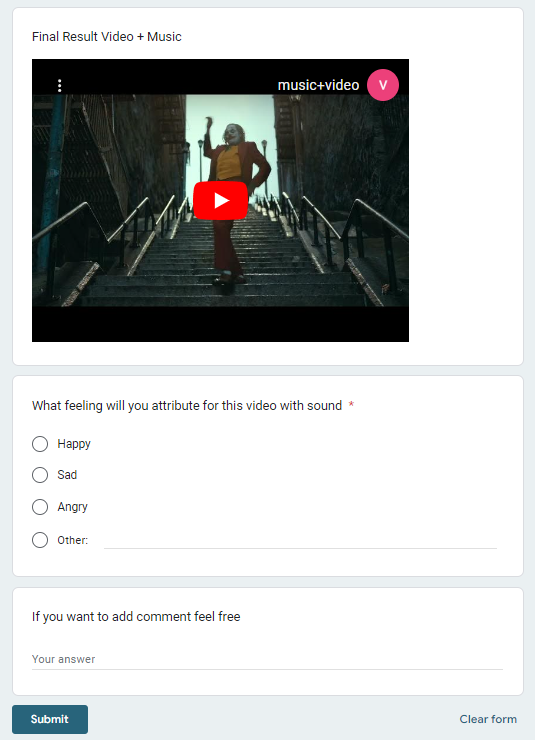 Final Result Video + Music
music+video
V
What feeling will you attribute for this video with sound *
Happy
Sad
Angry
Other:
If you want to add comment feel free
Your answer
Submit
Clear form